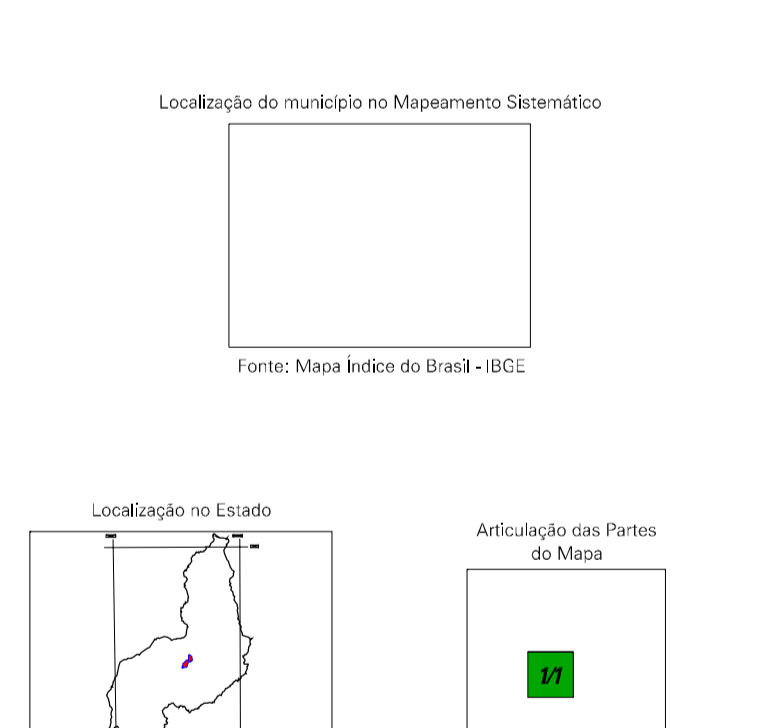 Localização do município no Mapeamento Sistemático
Fonte: Mapa Índice do Brasil - IBGE
Localização no Estado
Articulação das Partes
do Mapa
1/1